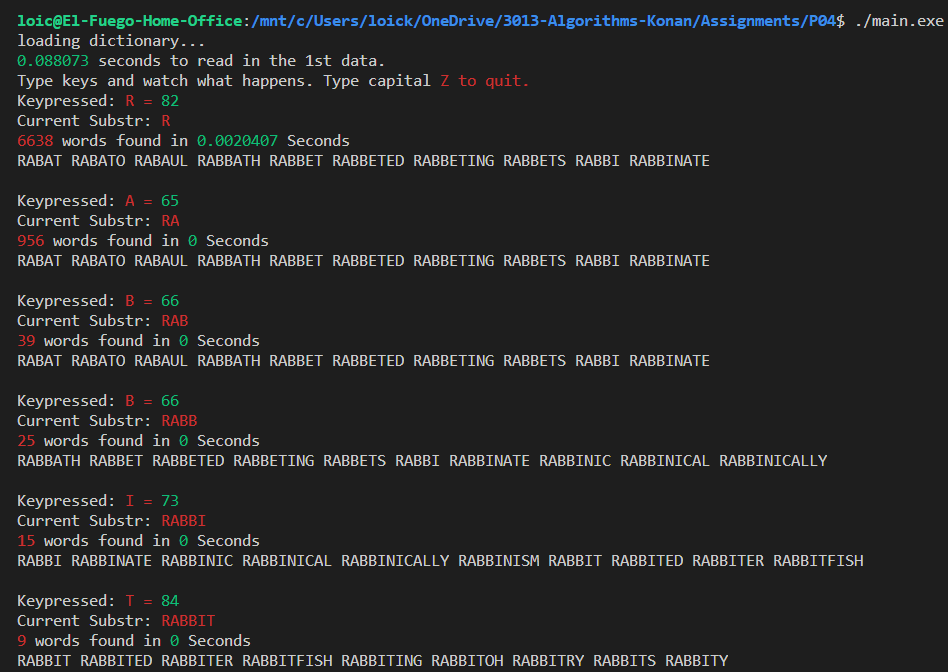 loic@El-Fuego-Home-Office:/mnt/c/Users/loick/OneDrive/3013-Algorithms-Konan/Assignments/P04$ ./main.exe
loading dictionary...
0.088073 seconds to read in the 1st data.
Type keys and watch what happens. Type capital Z to quit.
Keypressed: R = 82
Current Substr: R
6638 words found in 0.0020407 Seconds
RABAT RABATO RABAUL RABBATH RABBET RABBETED RABBETING RABBETS RABBI RABBINATE
Keypressed: A = 65
Current Substr: RA
956 words found in 0 Seconds
RABAT RABATO RABAUL RABBATH RABBET RABBETED RABBETING RABBETS RABBI RABBINATE
Keypressed: B = 66
Current Substr: RAB
39 words found in 0 Seconds
RABAT RABATO RABAUL RABBATH RABBET RABBETED RABBETING RABBETS RABBI RABBINATE
Keypressed: B = 66
Current Substr: RABB
25 words found in 0 Seconds
RABBATH RABBET RABBETED RABBETING RABBETS RABBI RABBINATE RABBINIC RABBINICAL RABBINICALLY
Keypressed: I = 73
Current Substr: RABBI
15 words found in 0 Seconds
RABBI RABBINATE RABBINIC RABBINICAL RABBINICALLY RABBINISM RABBIT RABBITED RABBITER RABBITFISH
Keypressed: T = 84
Current Substr: RABBIT
9 words found in 0 Seconds
RABBIT RABBITED RABBITER RABBITFISH RABBITING RABBITOH RABBITRY RABBITS RABBITY